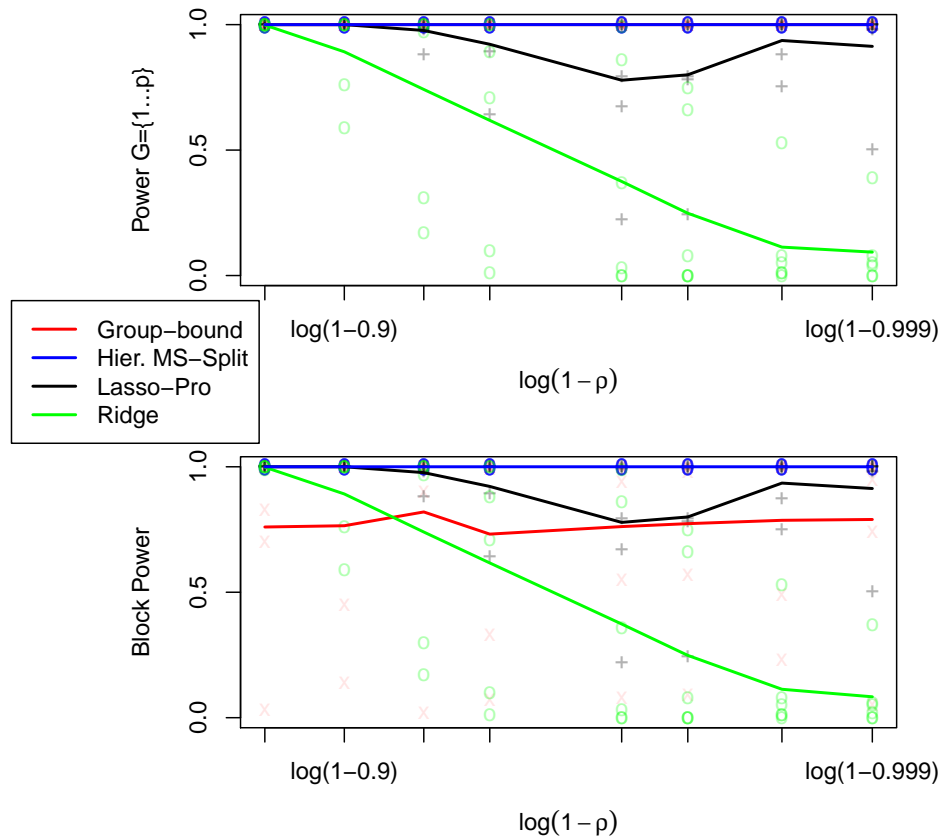 Power G={1...p}
1.0
0.5
0.0
log(1−0.9)
log(1−0.999)
log(1−ρ)
Group−bound
Hier. MS−Split
Lasso−Pro
Ridge
Block Power
1.0
0.5
0.0
log(1−0.9)
log(1−0.999)
log(1−ρ)